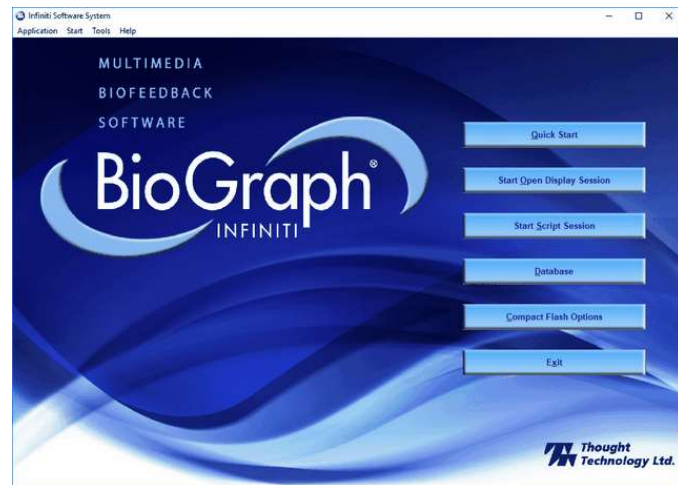 Infiniti Software System
Application Start Tools Help
MULTIMEDIA
BIOFEEDBACK
SOFTWARE
BioGraph®
INFINITI
Quick Start
Start Open Display Session
Start Script Session
Database
Compact Flash Options
Exit
Thought
Technology Ltd.